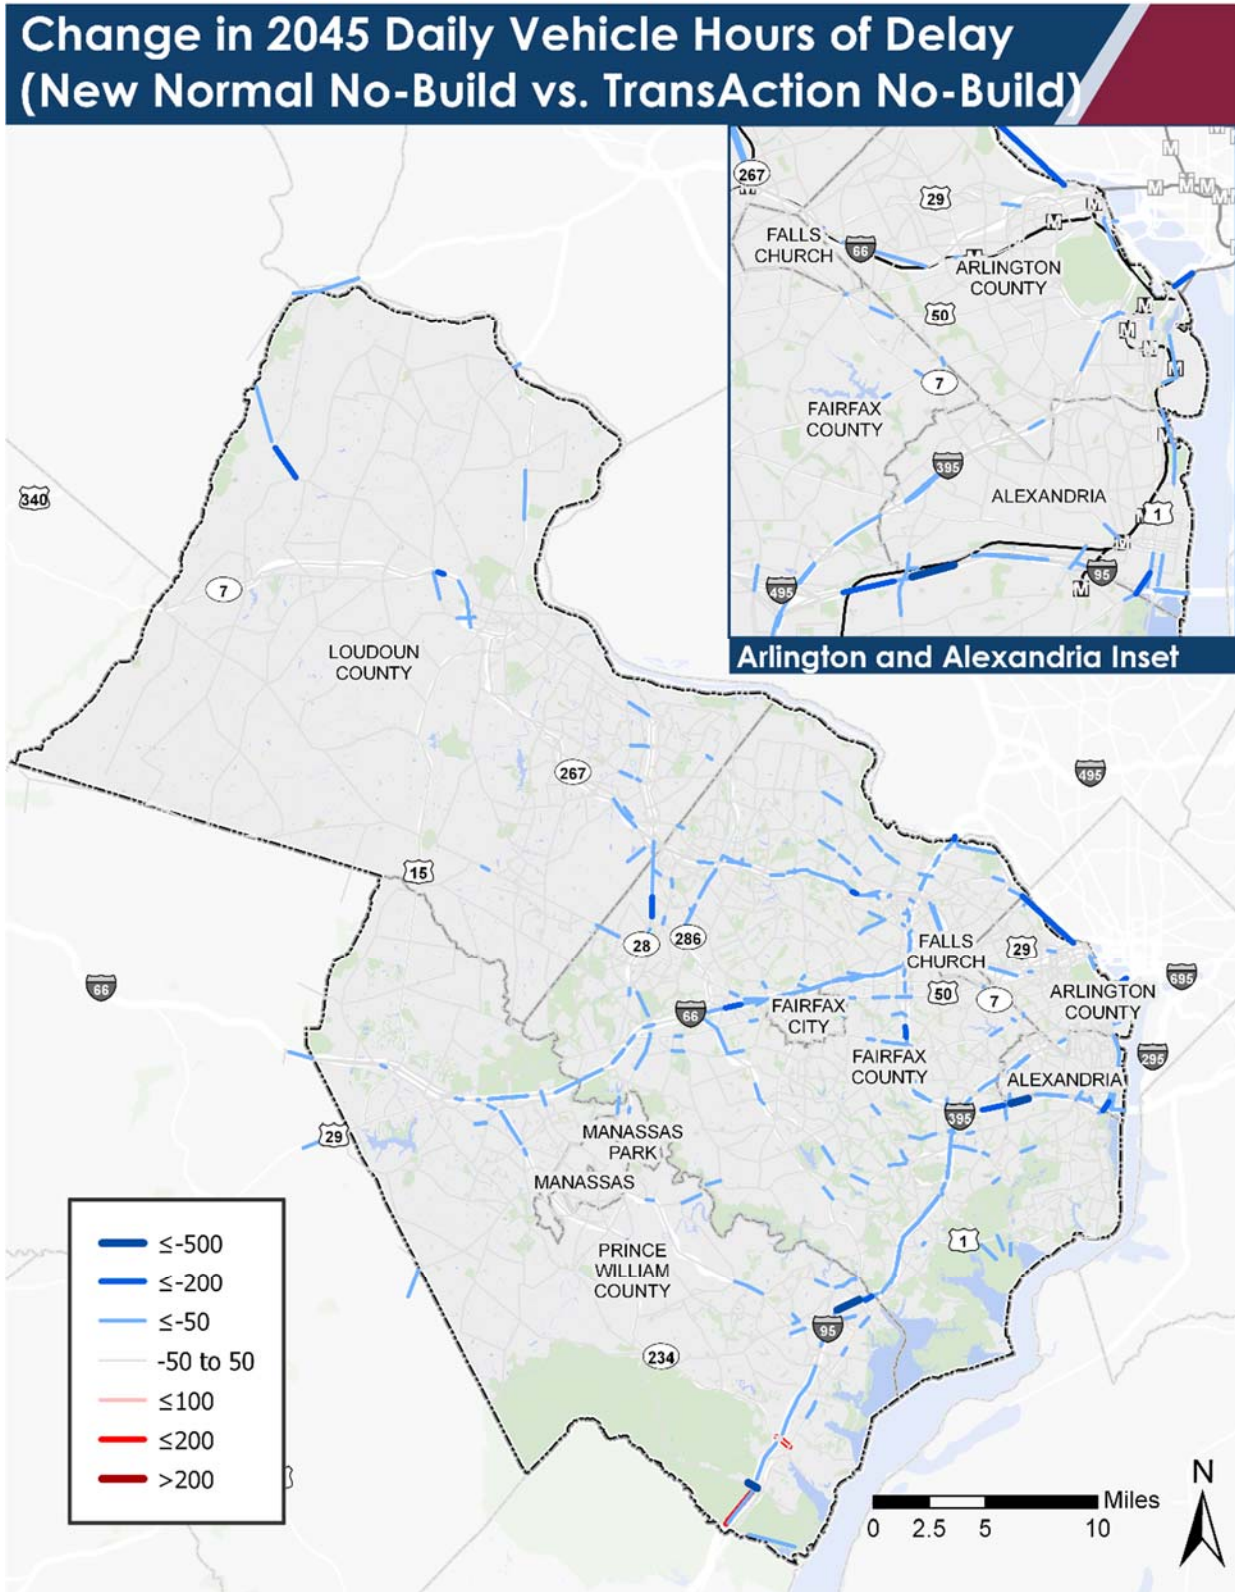 Change in 2045 Daily Vehicle Hours of Delay
(New Normal No-Build vs. TransAction No-Build)
267
29
FALLS
CHURCH
66
ARLINGTON
COUNTY
50
7
FAIRFAX
COUNTY
395
ALEXANDRIA
1
495
95
M
M
M
M
M
M
M
M
M
M
M
M
M
Arlington and Alexandria Inset
340
7
LOUDOUN
COUNTY
267
495
15
28
286
FALLS
CHURCH
29
66
66
FAIRFAX
CITY
50
7
ARLINGTON
COUNTY
695
295
FAIRFAX
COUNTY
ALEXANDRIA
395
29
MANASSAS
PARK
MANASSAS
1
PRINCE
WILLIAM
COUNTY
95
234
≤-500
≤-200
≤-50
-50 to 50
≤100
≤200
>200
N
Miles
0 2.5 5 10